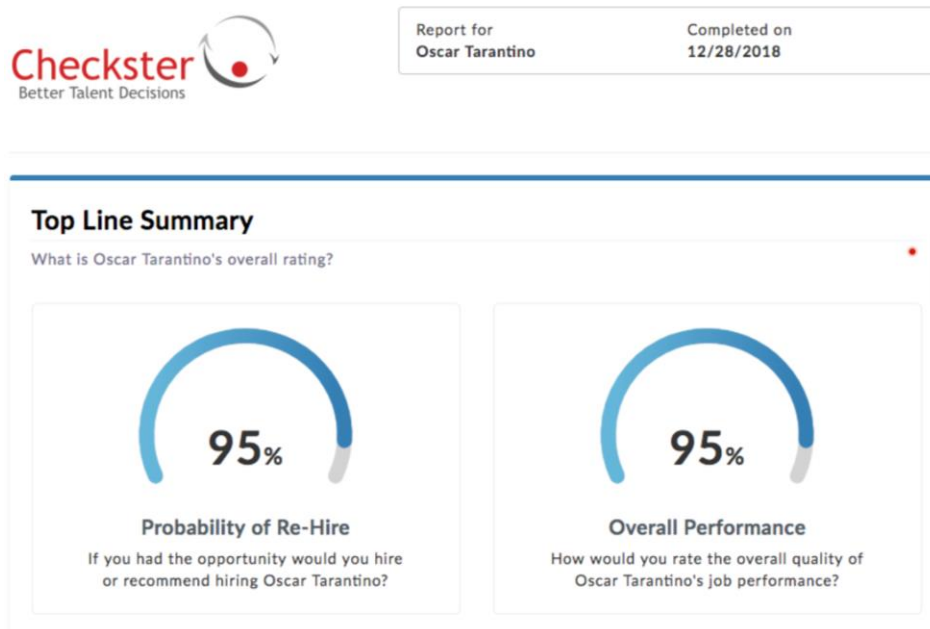 Checkster
Better Talent Decisions
Report for
Oscar Tarantino
Completed on
12/28/2018
Top Line Summary
What is Oscar Tarantino's overall rating?
95%
Probability of Re-Hire
If you had the opportunity would you hire
or recommend hiring Oscar Tarantino?
95%
Overall Performance
How would you rate the overall quality of
Oscar Tarantino's job performance?